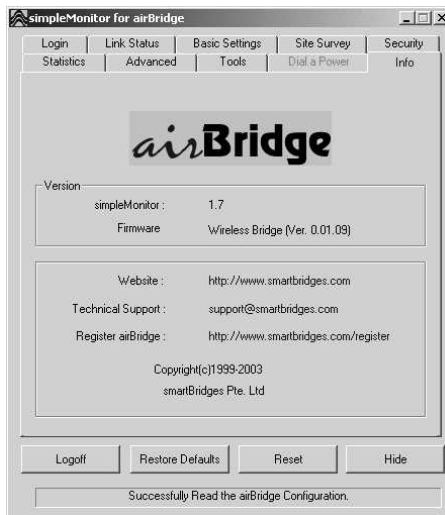 simpleMonitor for airBridge
Login Link Status Basic Settings Site Survey Security
Statistics Advanced Tools Dial a Power Info
airBridge
Version
simpleMonitor : 1.7
Firmware Wireless Bridge (Ver. 0.01.09)
Website : http://www.smartbridges.com
Technical Support : support@smartbridges.com
Register airBridge : http://www.smartbridges.com/register
Copyright(c)1999-2003
smartBridges Pte. Ltd
Logoff Restore Defaults Reset Hide
Successfully Read the airBridge Configuration.